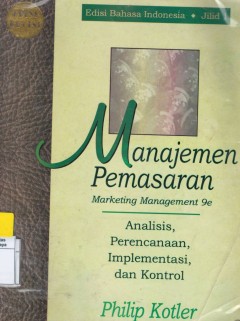 Edisi Bahasa Indonesia • Jilid
Manajemen
Pemasaran
Marketing Management 9e
Analisis,
Perencanaan,
Implementasi,
dan Kontrol
Philip Kotler